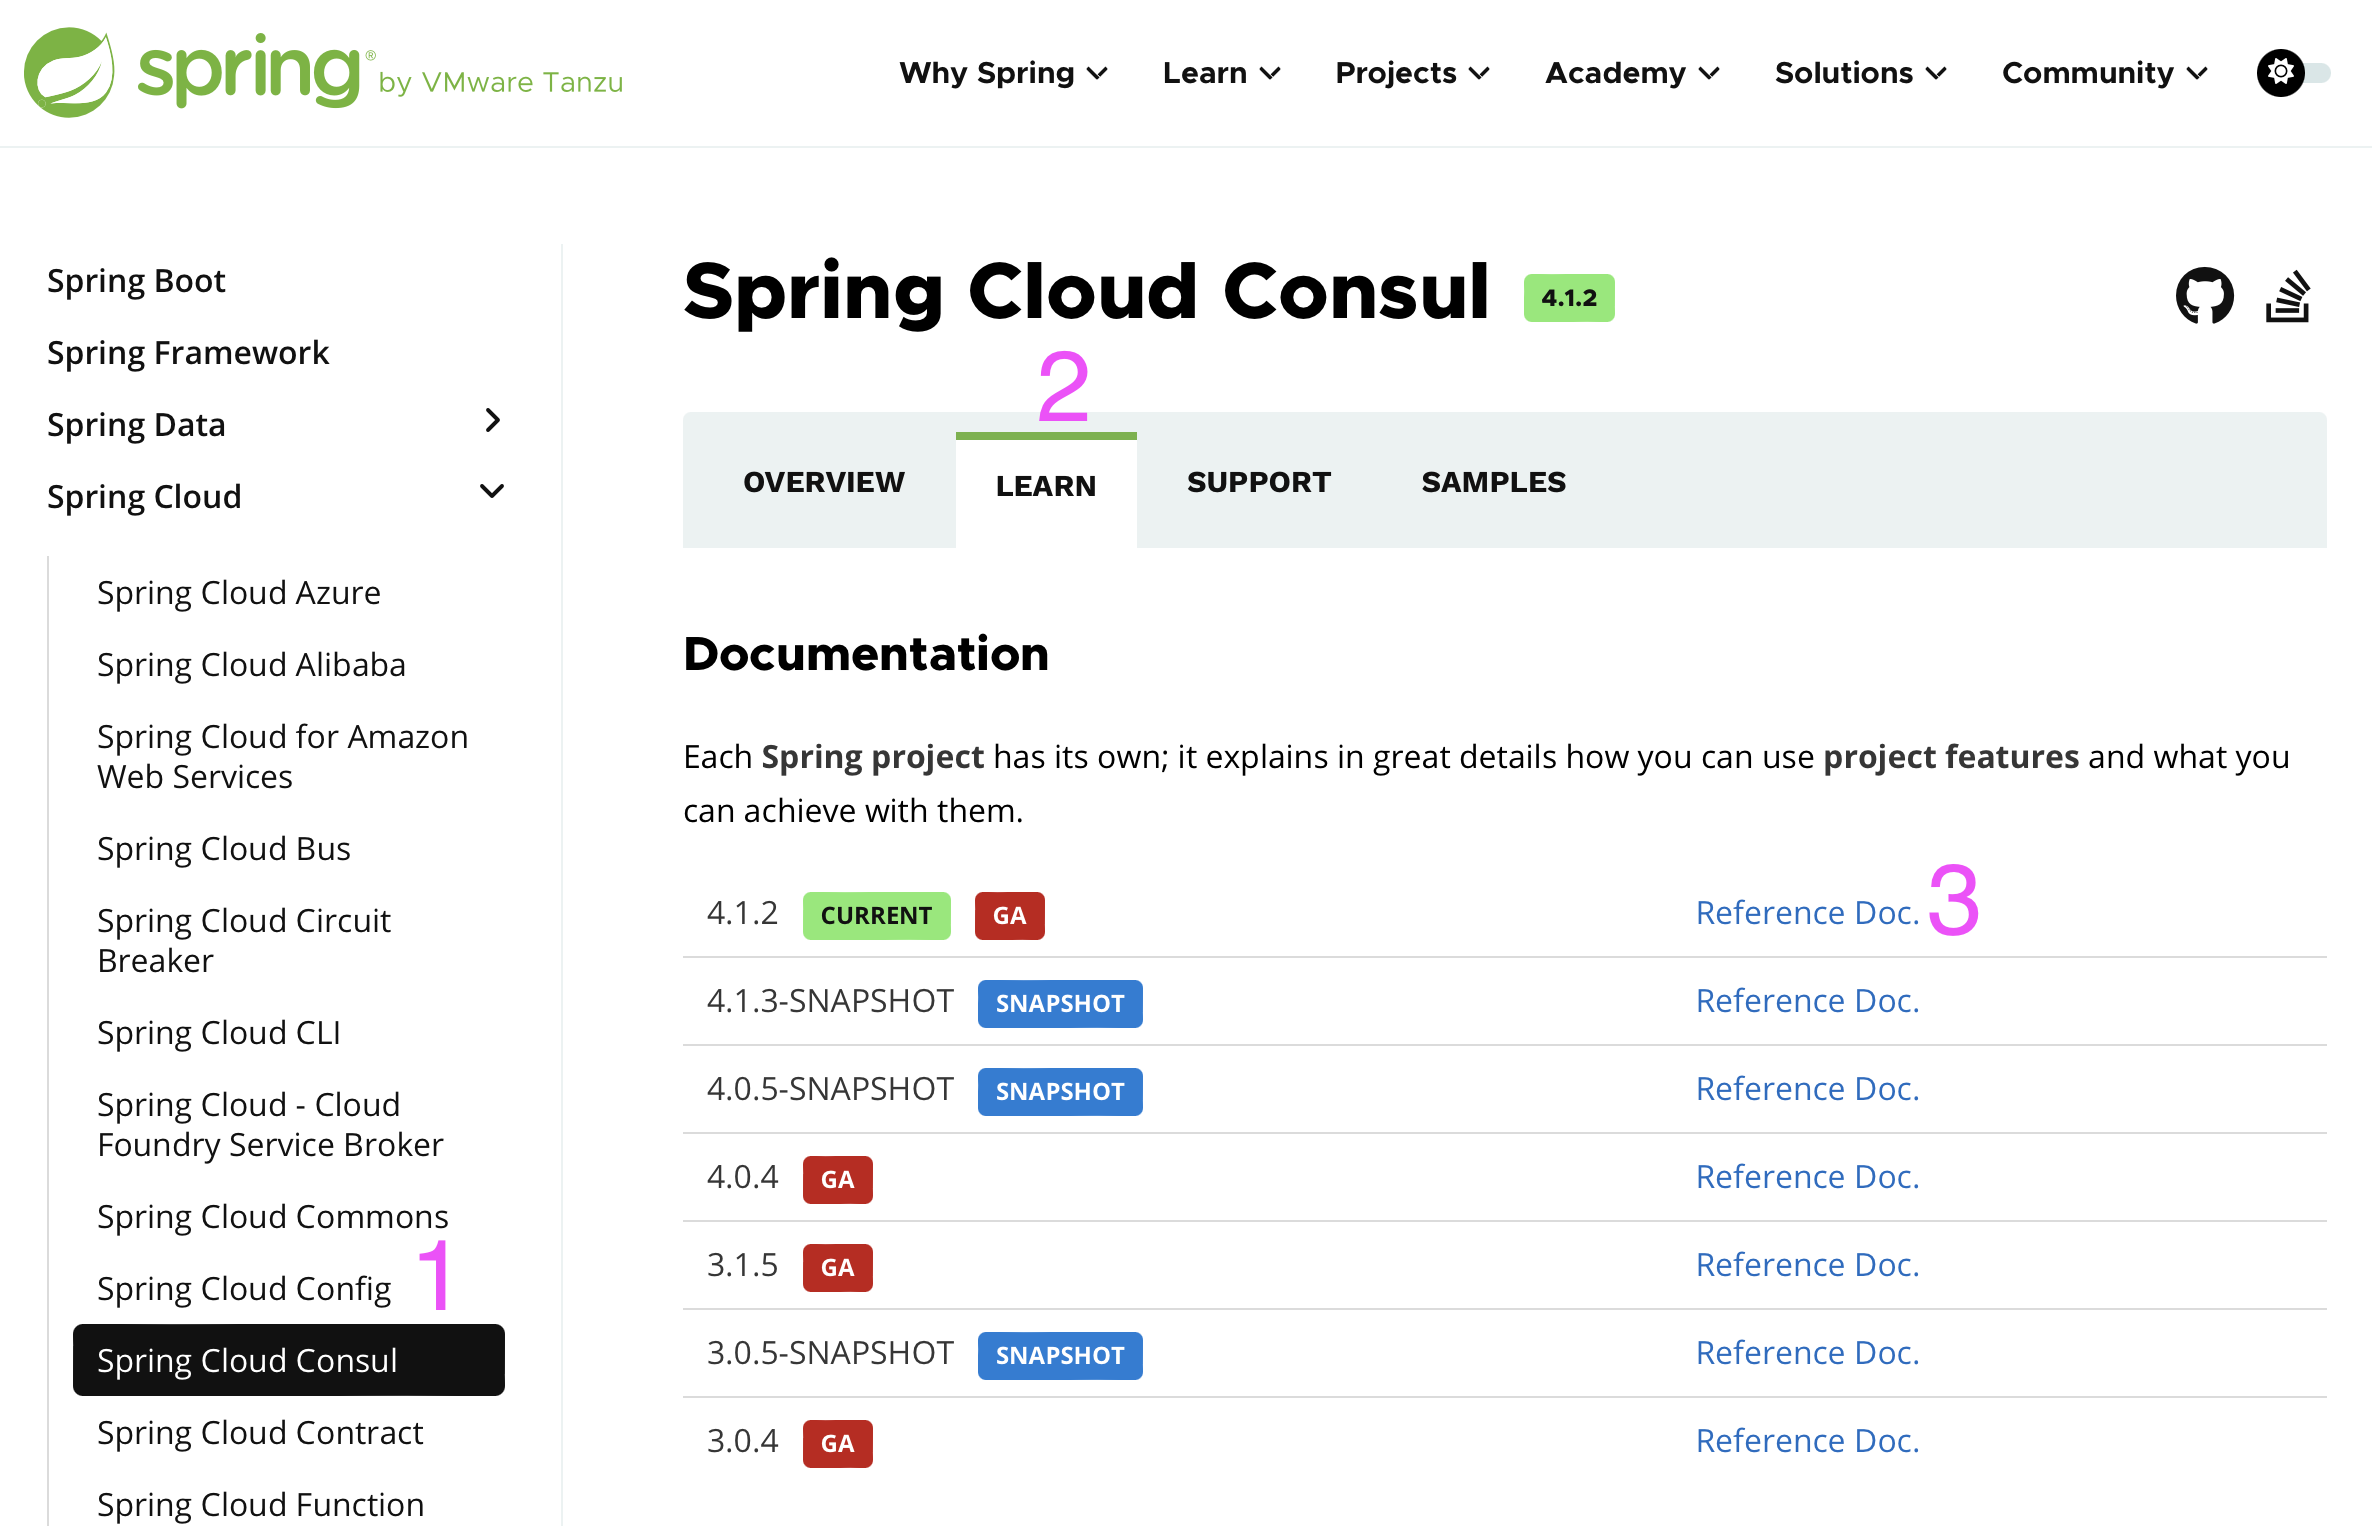 spring® by VMware Tanzu
Why Spring Learn Projects Academy Solutions Community
Spring Boot
Spring Framework
Spring Data
Spring Cloud
Spring Cloud Azure
Spring Cloud Alibaba
Spring Cloud for Amazon
Web Services
Spring Cloud Bus
Spring Cloud Circuit
Breaker
Spring Cloud CLI
Spring Cloud - Cloud
Foundry Service Broker
Spring Cloud Commons
Spring Cloud Config 1
Spring Cloud Consul
Spring Cloud Contract
Spring Cloud Function
Spring Cloud Consul 4.1.2
2
OVERVIEW LEARN SUPPORT SAMPLES
Documentation
Each Spring project has its own; it explains in great details how you can use project features and what you
can achieve with them.
4.1.2 CURRENT GA Reference Doc. 3
4.1.3-SNAPSHOT SNAPSHOT Reference Doc.
4.0.5-SNAPSHOT SNAPSHOT Reference Doc.
4.0.4 GA Reference Doc.
3.1.5 GA Reference Doc.
3.0.5-SNAPSHOT SNAPSHOT Reference Doc.
3.0.4 GA Reference Doc.